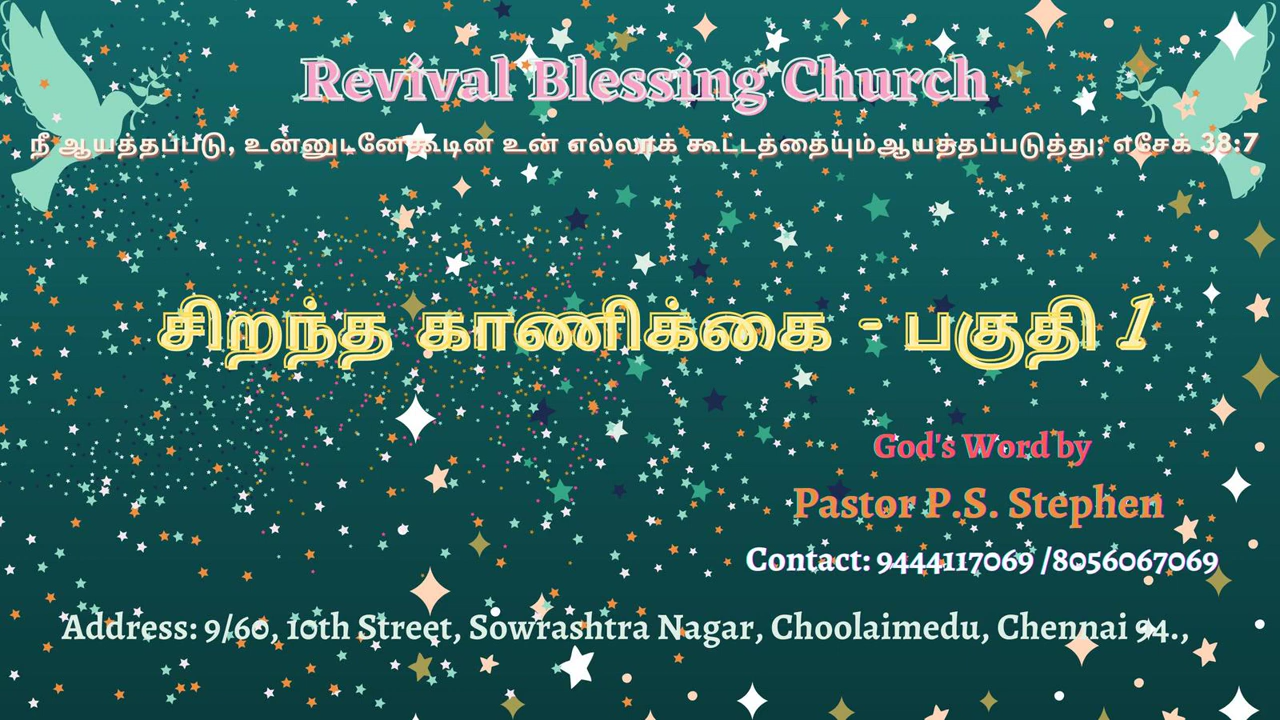 Revival Blessing Church
நீ ஆயத்தப்படு, உன்னுடனேகூடின உன் எல்லாக் கூட்டத்தையும்ஆயத்தப்படுத்து; எசேக் 38:7
சிறந்த காணிக்கை - பகுதி 1
God's Word by
Pastor P.S. Stephen
Contact: 9444117069 /8056067069
Address: 9/60, 10th Street, Sowrashtra Nagar, Choolaimedu, Chennai 94.,